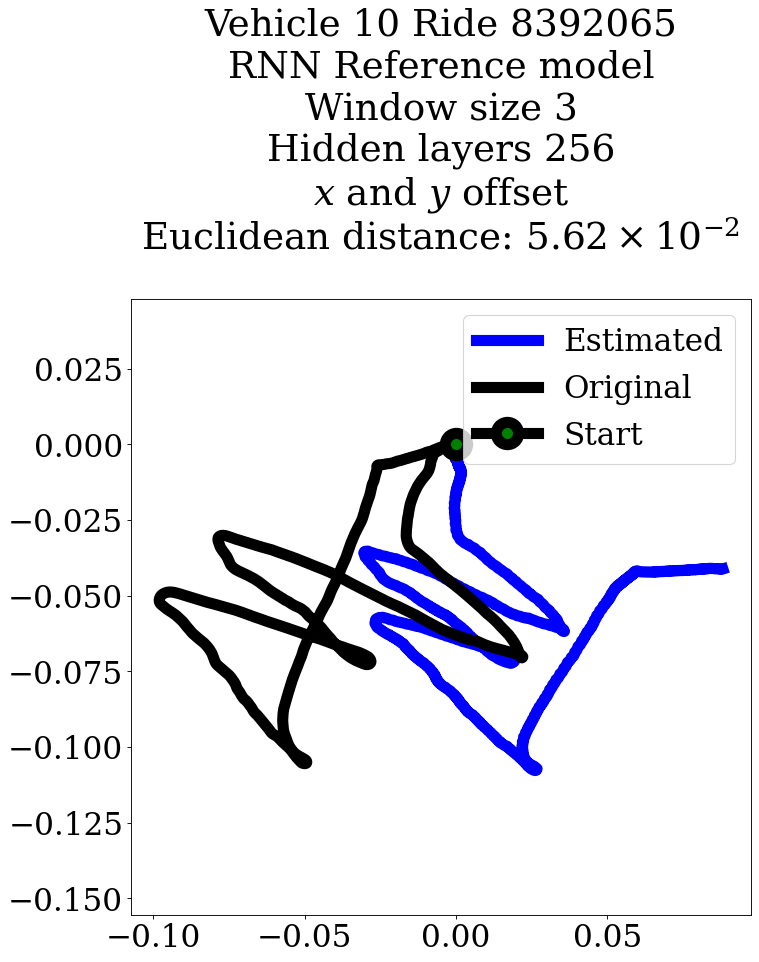 Vehicle 10 Ride 8392065
RNN Reference model
Window size 3
Hidden layers 256
x and y offset
Euclidean distance: 5.62 × 10⁻²
Estimated
Original
Start
0.025
0.000
−0.025
−0.050
−0.075
−0.100
−0.125
−0.150
−0.10 −0.05 0.00 0.05